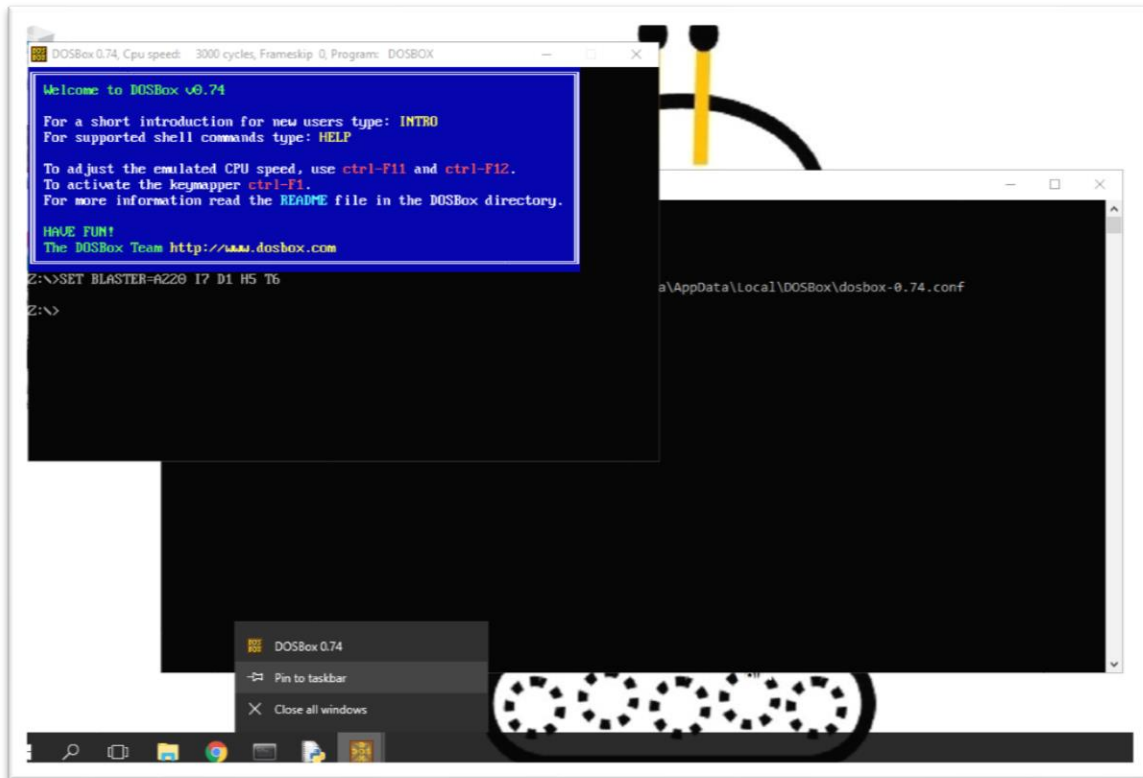 DOSBox 0.74, Cpu speed: 3000 cycles, Frameskip 0, Program: DOSBOX
Welcome to DOSBox v0.74
For a short introduction for new users type: INTRO
For supported shell commands type: HELP
To adjust the emulated CPU speed, use ctrl-F11 and ctrl-F12.
To activate the keymapper ctrl-F1.
For more information read the README file in the DOSBox directory.
HAVE FUN!
The DOSBox Team http://www.dosbox.com
Z:\>SET BLASTER=A220 I7 D1 H5 T6
Z:\>
a\AppData\Local\DOSBox\dosbox-0.74.conf
DOSBox 0.74
Pin to taskbar
Close all windows